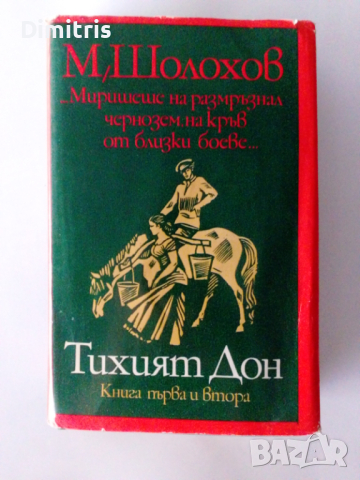 Dimitris
М. Шолохов
„Миришеше на размръзнал
чернозем, на кръв
от близки боеве...
Тихият Дон
Книга първа и втора
BAZAR